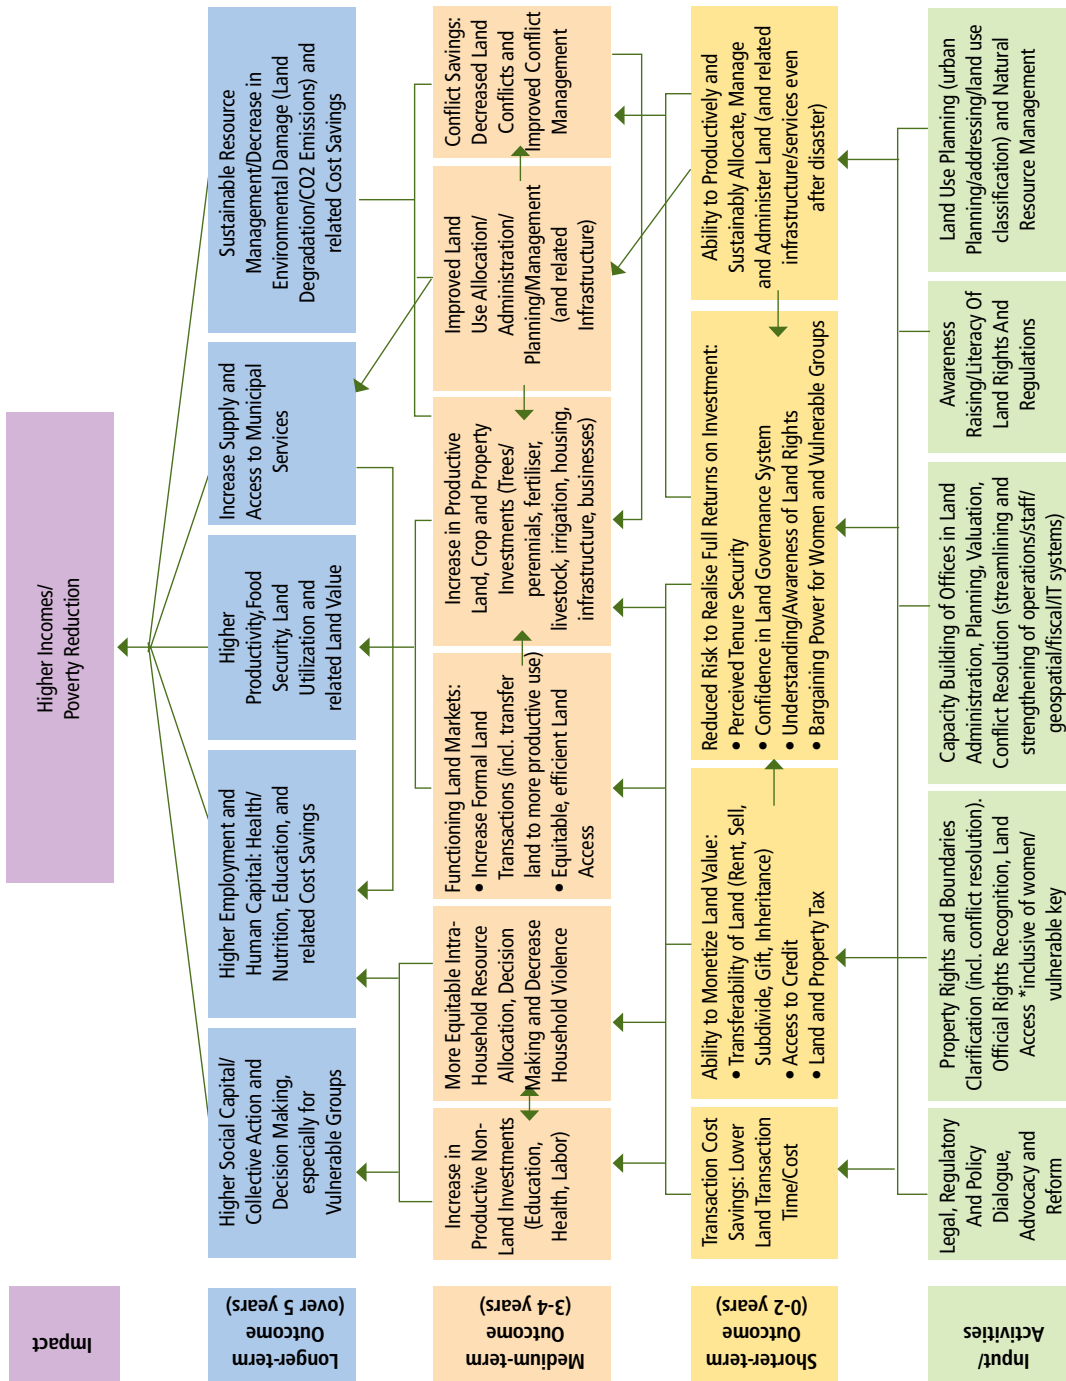 Impact
Higher Incomes/
Poverty Reduction
Longer-term
Outcome
(over 5 years)
Higher Social Capital/
Collective Action and
Decision Making,
especially for
Vulnerable Groups
Higher Employment and
Human Capital: Health/
Nutrition, Education, and
related Cost Savings
Higher
Productivity,Food
Security, Land
Utilization and
related Land Value
Increase Supply and
Access to Municipal
Services
Sustainable Resource
Management/Decrease in
Environmental Damage (Land
Degradation/CO2 Emissions) and
related Cost Savings
Medium-term
Outcome
(3-4 years)
Increase in
Productive Non-
Land Investments
(Education,
Health, Labor)
More Equitable Intra-
Household Resource
Allocation, Decision
Making and Decrease
Household Violence
Functioning Land Markets:
• Increase Formal Land
Transactions (incl. transfer
land to more productive use)
• Equitable, efficient Land
Access
Increase in Productive
Land, Crop and Property
Investments (Trees/
perennials, fertiliser,
livestock, irrigation, housing,
infrastructure, businesses)
Improved Land
Use Allocation/
Administration/
Planning/Management
(and related
Infrastructure)
Conflict Savings:
Decreased Land
Conflicts and
Improved Conflict
Management
Shorter-term
Outcome
(0-2 years)
Transaction Cost
Savings: Lower
Land Transaction
Time/Cost
Ability to Monetize Land Value:
• Transferability of Land (Rent, Sell,
Subdivide, Gift, Inheritance)
• Access to Credit
• Land and Property Tax
Reduced Risk to Realise Full Returns on Investment:
• Perceived Tenure Security
• Confidence in Land Governance System
• Understanding/Awareness of Land Rights
• Bargaining Power for Women and Vulnerable Groups
Ability to Productively and
Sustainably Allocate, Manage
and Administer Land (and related
infrastructure/services even
after disaster)
Input/
Activities
Legal, Regulatory
And Policy
Dialogue,
Advocacy and
Reform
Property Rights and Boundaries
Clarification (incl. conflict resolution).
Official Rights Recognition, Land
Access *inclusive of women/
vulnerable key
Capacity Building of Offices in Land
Administration, Planning, Valuation,
Conflict Resolution (streamlining and
strengthening of operations/staff/
geospatial/fiscal/IT systems)
Awareness
Raising/Literacy Of
Land Rights And
Regulations
Land Use Planning (urban
Planning/addressing/land use
classification) and Natural
Resource Management